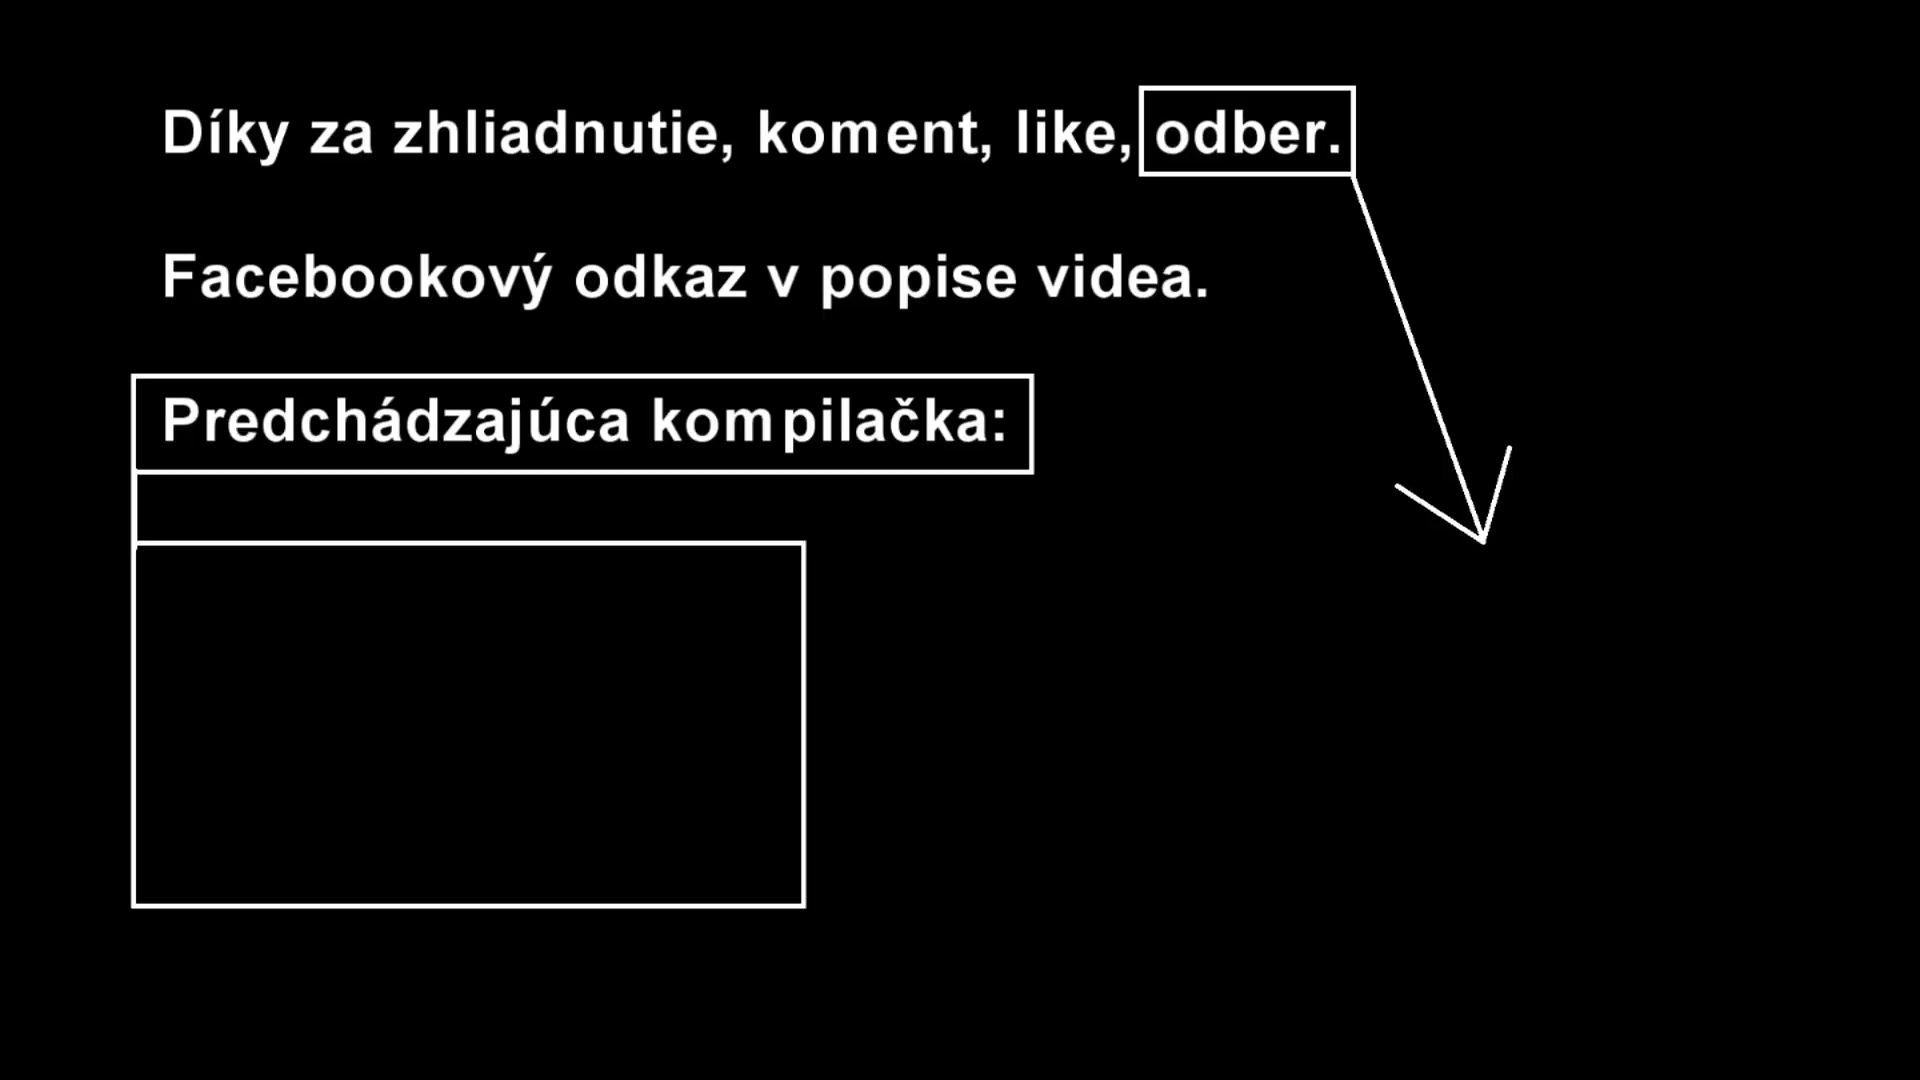 Díky za zhliadnutie, koment, like, odber.
Facebookový odkaz v popise videa.
Predchádzajúca kompilačka: